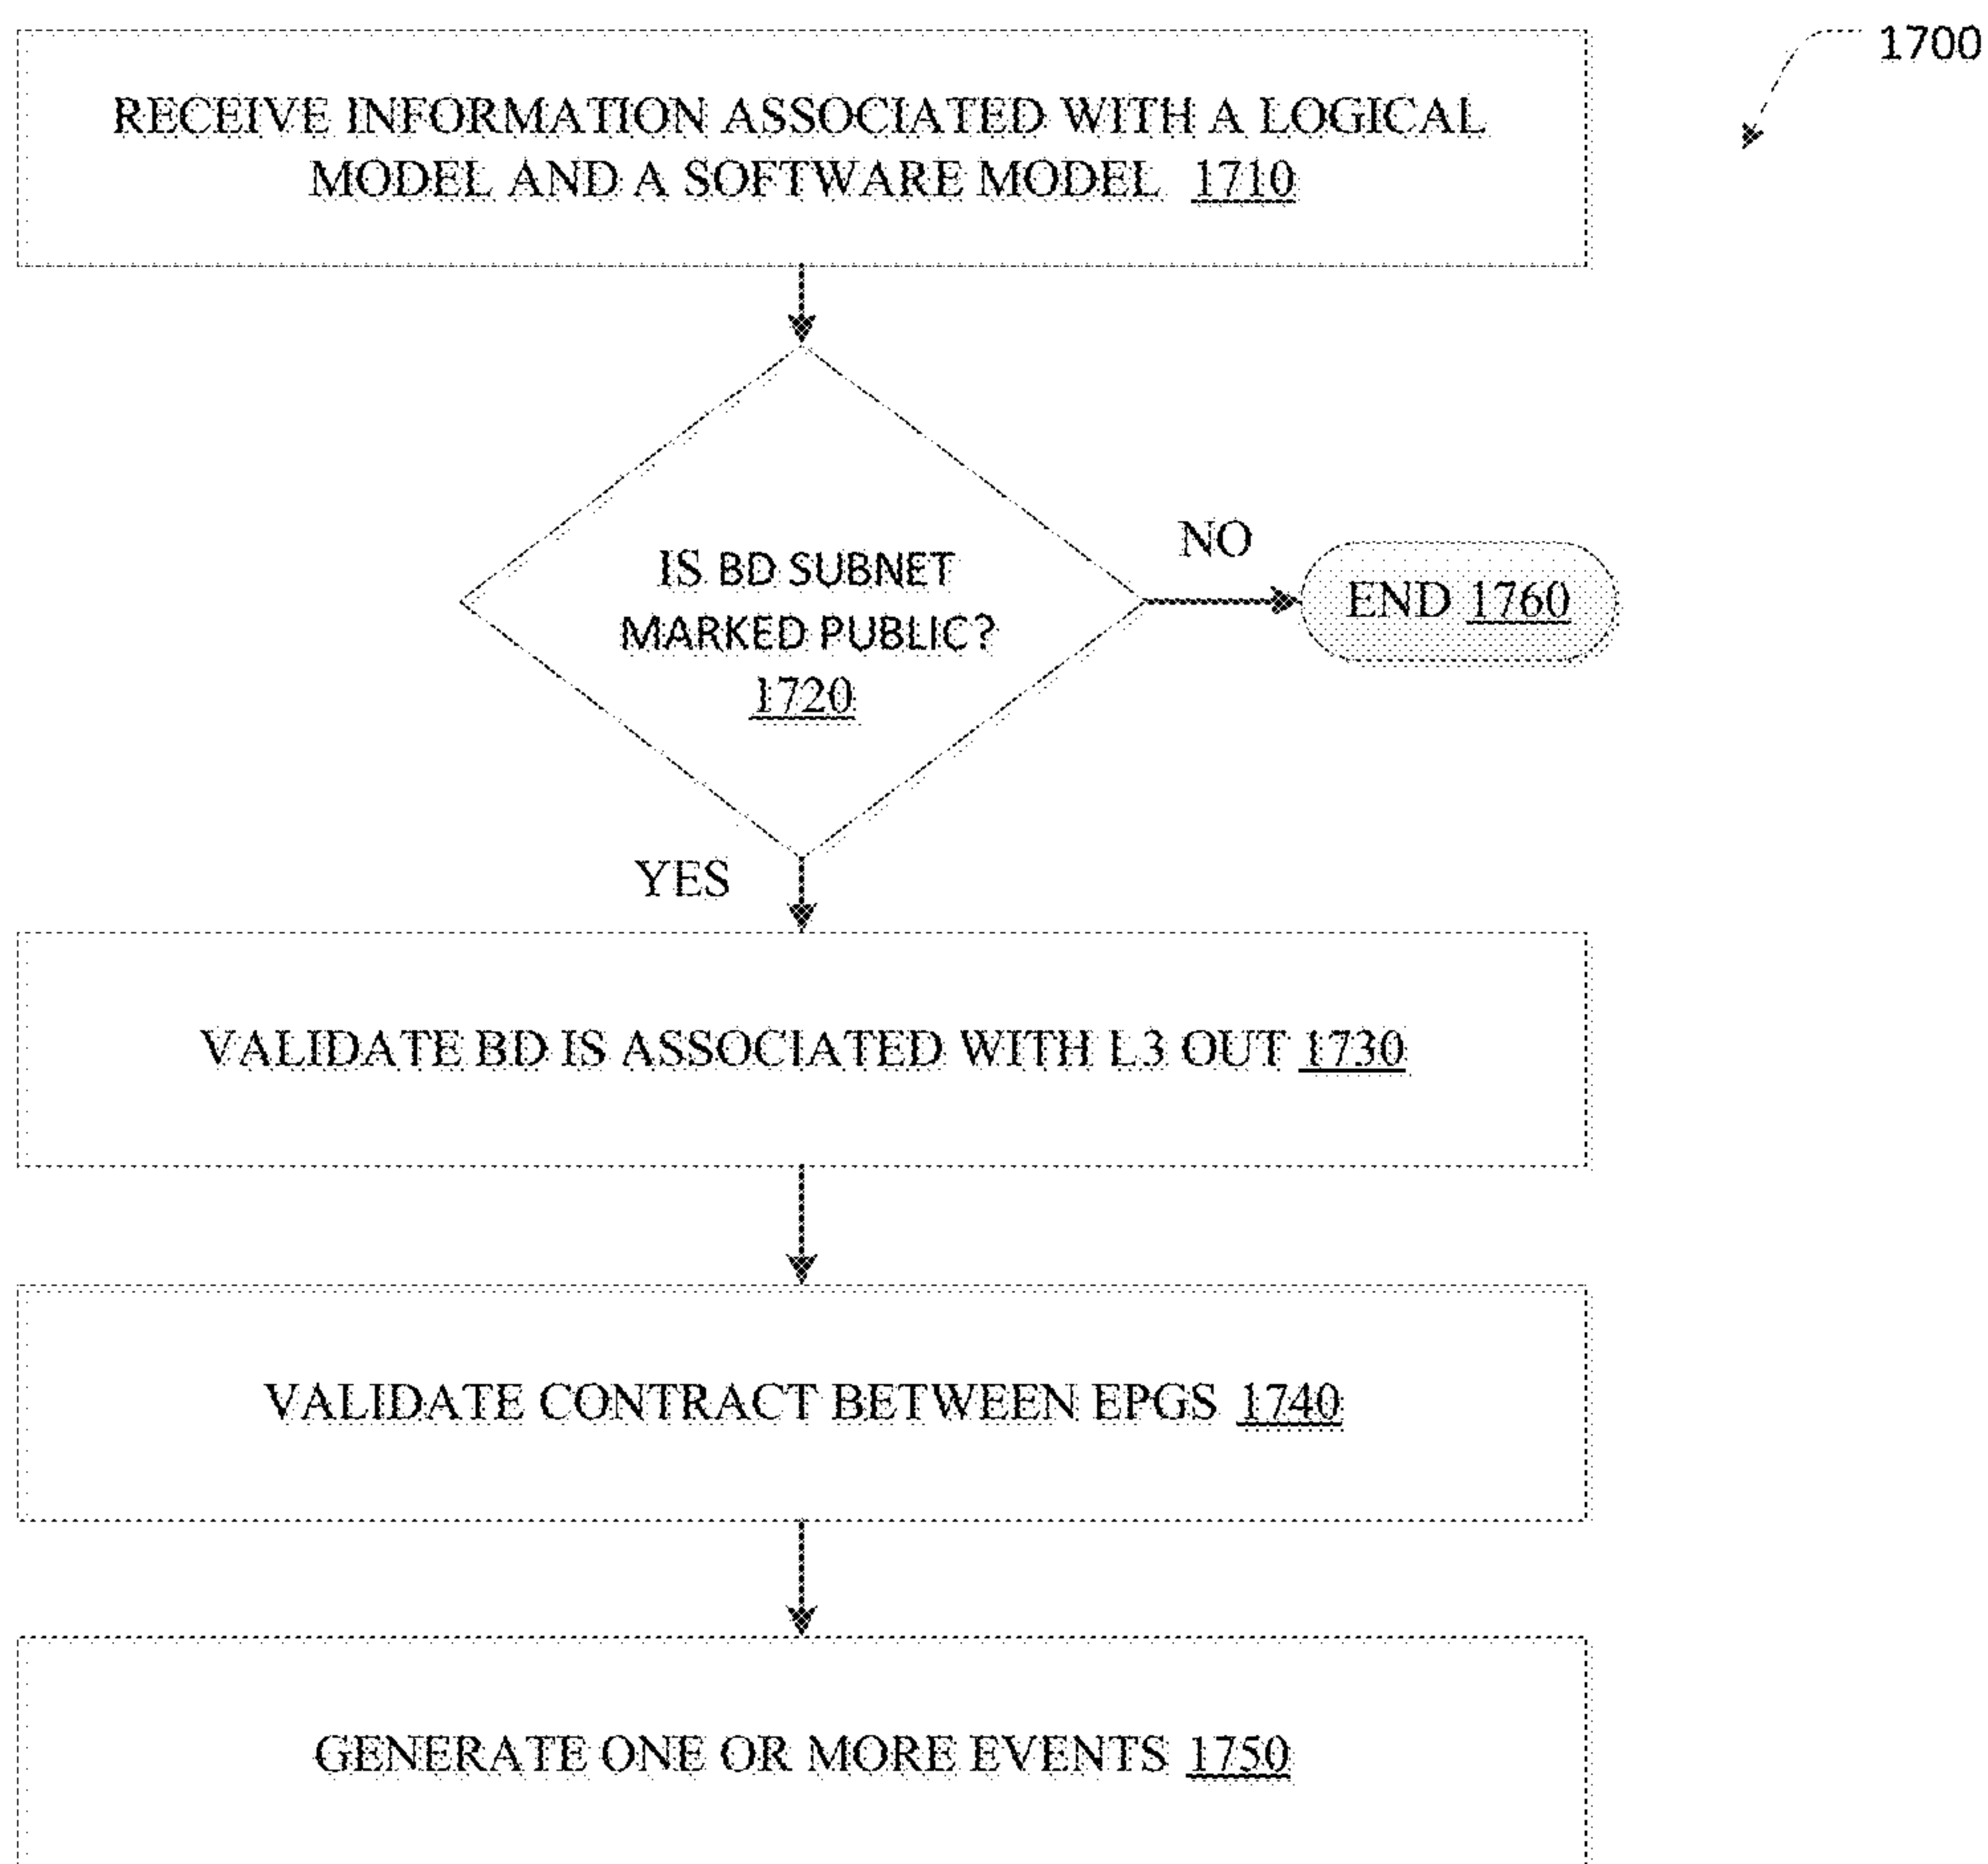 1700
RECEIVE INFORMATION ASSOCIATED WITH A LOGICAL
MODEL AND A SOFTWARE MODEL 1710
IS BD SUBNET
MARKED PUBLIC?
1720
NO
END 1760
YES
VALIDATE BD IS ASSOCIATED WITH L3 OUT 1730
VALIDATE CONTRACT BETWEEN EPGS 1740
GENERATE ONE OR MORE EVENTS 1750